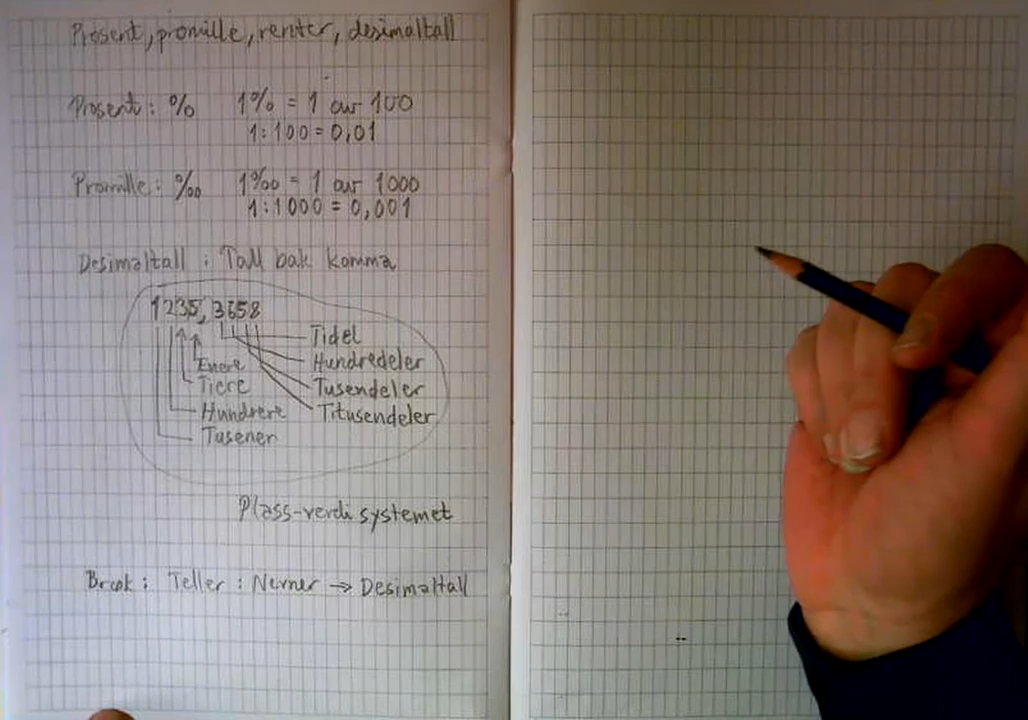 Prosent, promille, renter, desimaltall
Prosent: % 1% = 1 av 100
1:100 = 0,01
Promille: ‰ 1‰ = 1 av 1000
1:1000 = 0,001
Desimaltall : Tall bak komma
1235,3658
Tidel
Enere Hundredeler
Tiere Tusendeler
Hundrere Titusendeler
Tusener
Plass-verdi systemet
Brøk: Teller : Nevner → Desimaltall